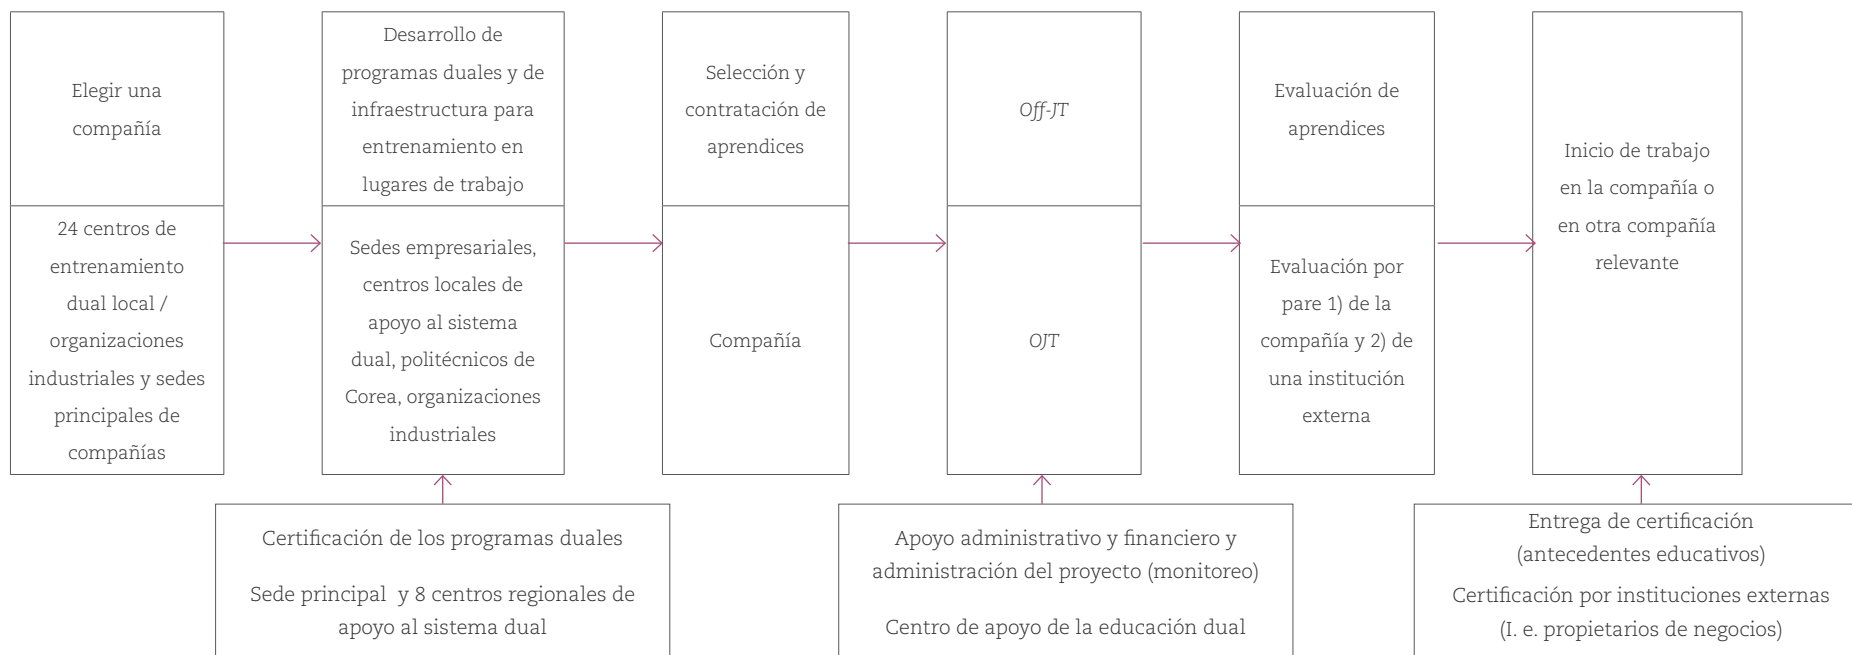 Elegir una
compañía
24 centros de
entrenamiento
dual local /
organizaciones
industriales y sedes
principales de
compañías
Desarrollo de
programas duales y de
infraestructura para
entrenamiento en
lugares de trabajo
Sedes empresariales,
centros locales de
apoyo al sistema
dual, politécnicos de
Corea, organizaciones
industriales
Selección y
contratación de
aprendices
Compañía
Off-JT
OJT
Evaluación de
aprendices
Evaluación por
pare 1) de la
compañía y 2) de
una institución
externa
Inicio de trabajo
en la compañía o
en otra compañía
relevante
Certificación de los programas duales
Sede principal y 8 centros regionales de
apoyo al sistema dual
Apoyo administrativo y financiero y
administración del proyecto (monitoreo)
Centro de apoyo de la educación dual
Entrega de certificación
(antecedentes educativos)
Certificación por instituciones externas
(I. e. propietarios de negocios)